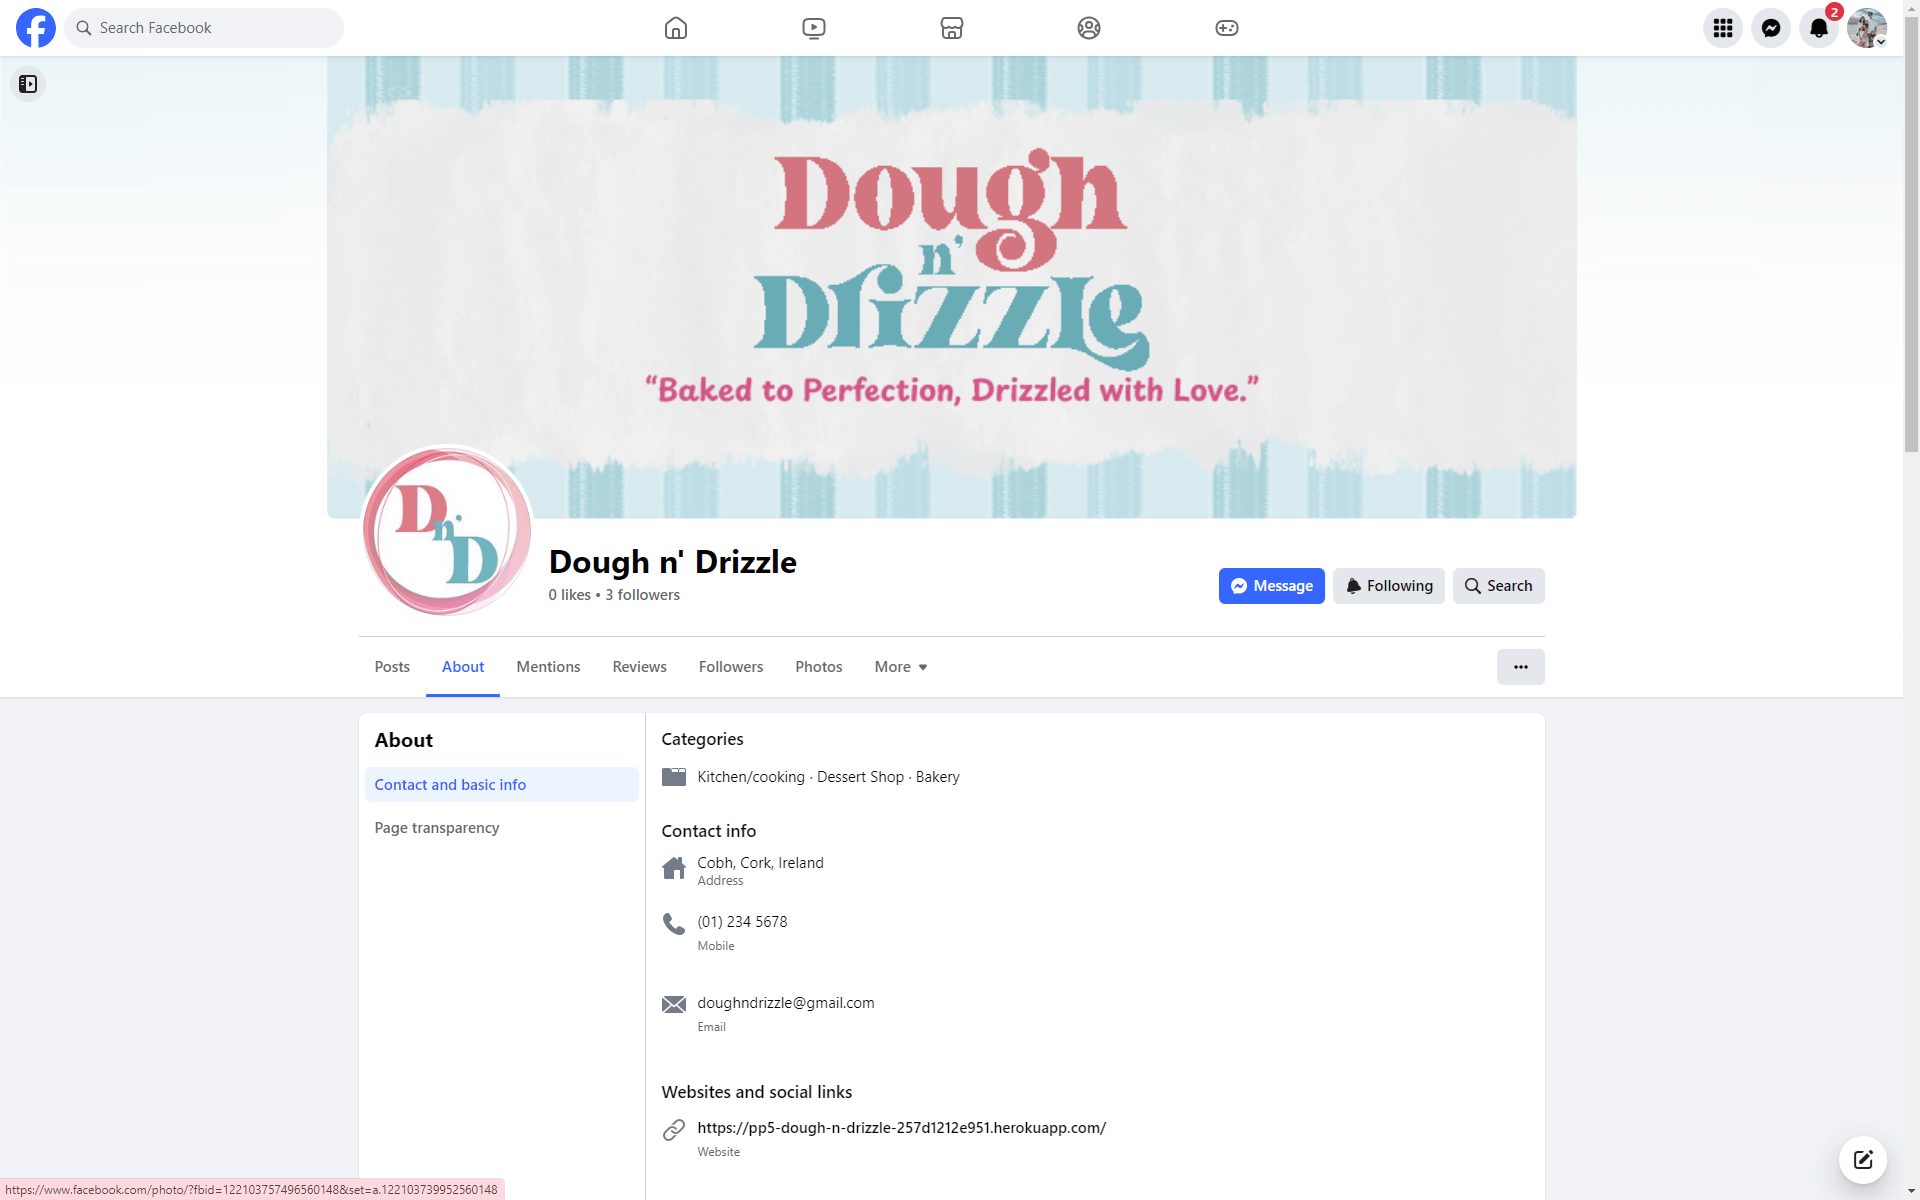 Search Facebook
2
Dough
n'
Drizzle
“Baked to Perfection, Drizzled with Love.”
D
n'
D
Dough n' Drizzle
0 likes • 3 followers
Message
Following
Search
Posts
About
Mentions
Reviews
Followers
Photos
More
About
Contact and basic info
Page transparency
Categories
Kitchen/cooking · Dessert Shop · Bakery
Contact info
Cobh, Cork, Ireland
Address
(01) 234 5678
Mobile
doughndrizzle@gmail.com
Email
Websites and social links
https://pp5-dough-n-drizzle-257d1212e951.herokuapp.com/
Website
https://www.facebook.com/photo/?fbid=122103757496560148&set=a.122103739952560148